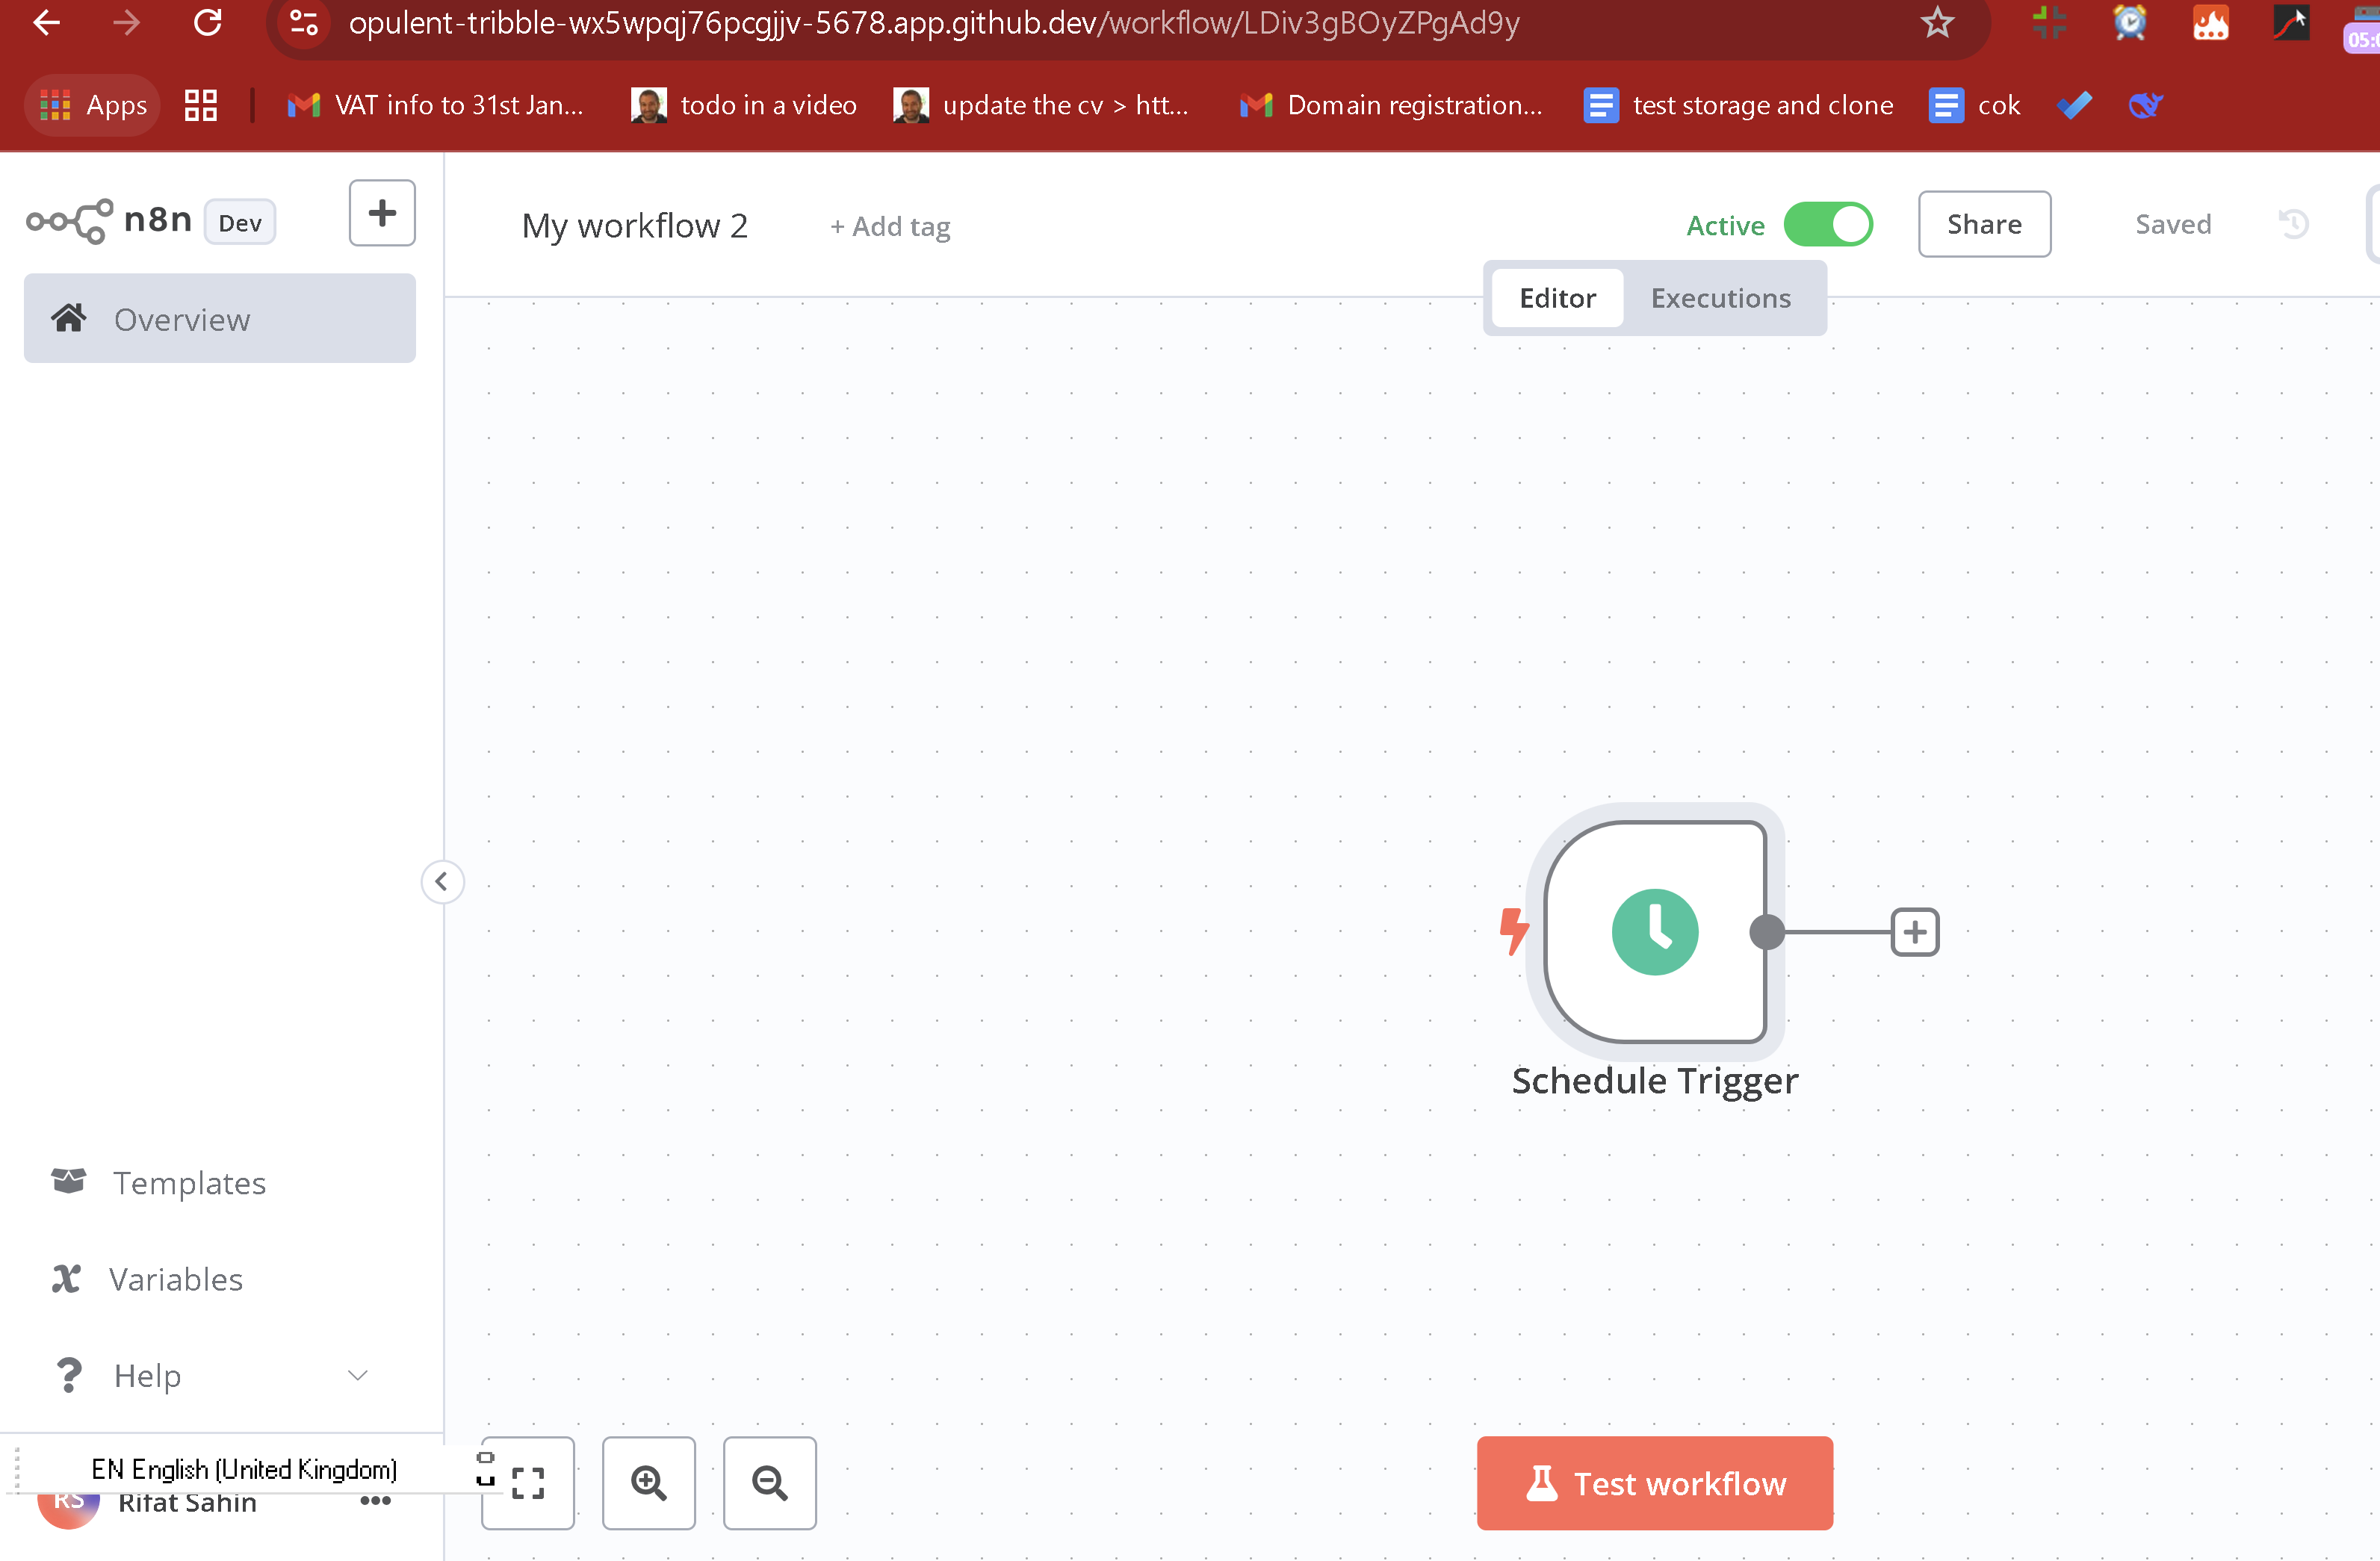 opulent-tribble-wx5wpqj76pcgjjv-5678.app.github.dev/workflow/LDiv3gBOyZPgAd9y
05:0
Apps
VAT info to 31st Jan...
todo in a video
update the cv > htt...
Domain registration...
test storage and clone
cok
n8n Dev
My workflow 2
+ Add tag
Active
Share
Saved
Editor
Executions
Overview
Schedule Trigger
Templates
Variables
Help
EN English (United Kingdom)
RS
Rifat Sahin
Test workflow